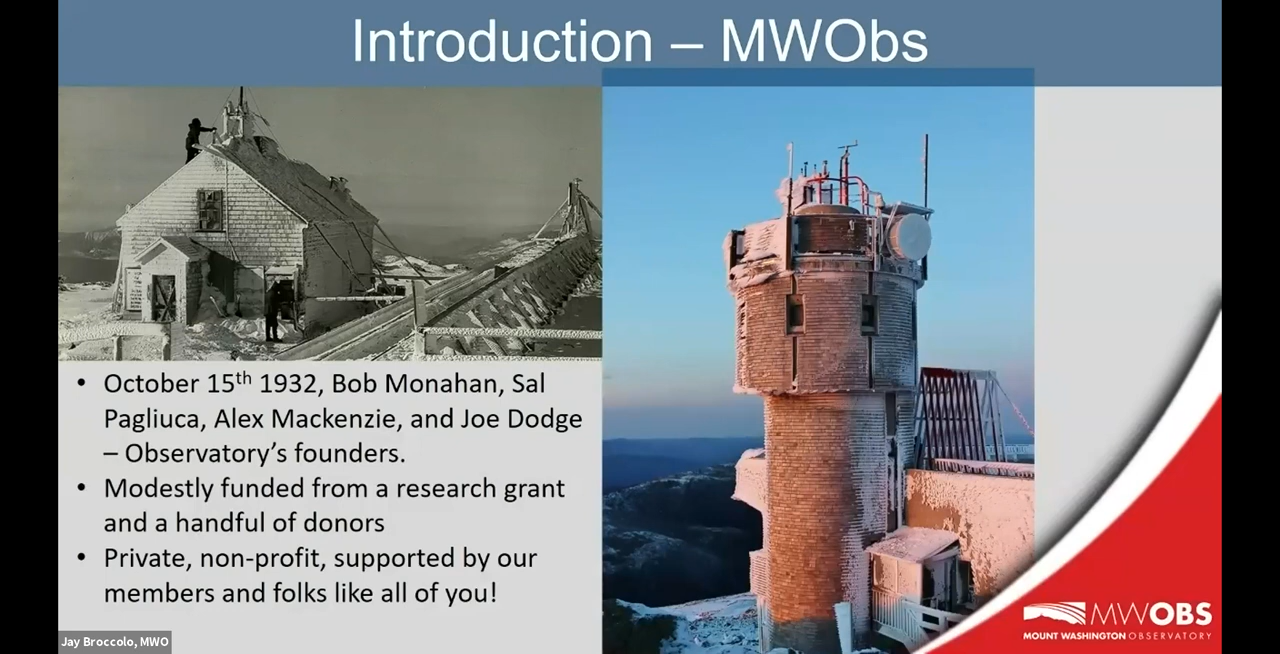 Introduction – MWObs
• October 15th 1932, Bob Monahan, Sal
Pagliuca, Alex Mackenzie, and Joe Dodge
– Observatory’s founders.
• Modestly funded from a research grant
and a handful of donors
• Private, non-profit, supported by our
members and folks like all of you!
MWOBS
MOUNT WASHINGTON OBSERVATORY
Jay Broccolo, MWO